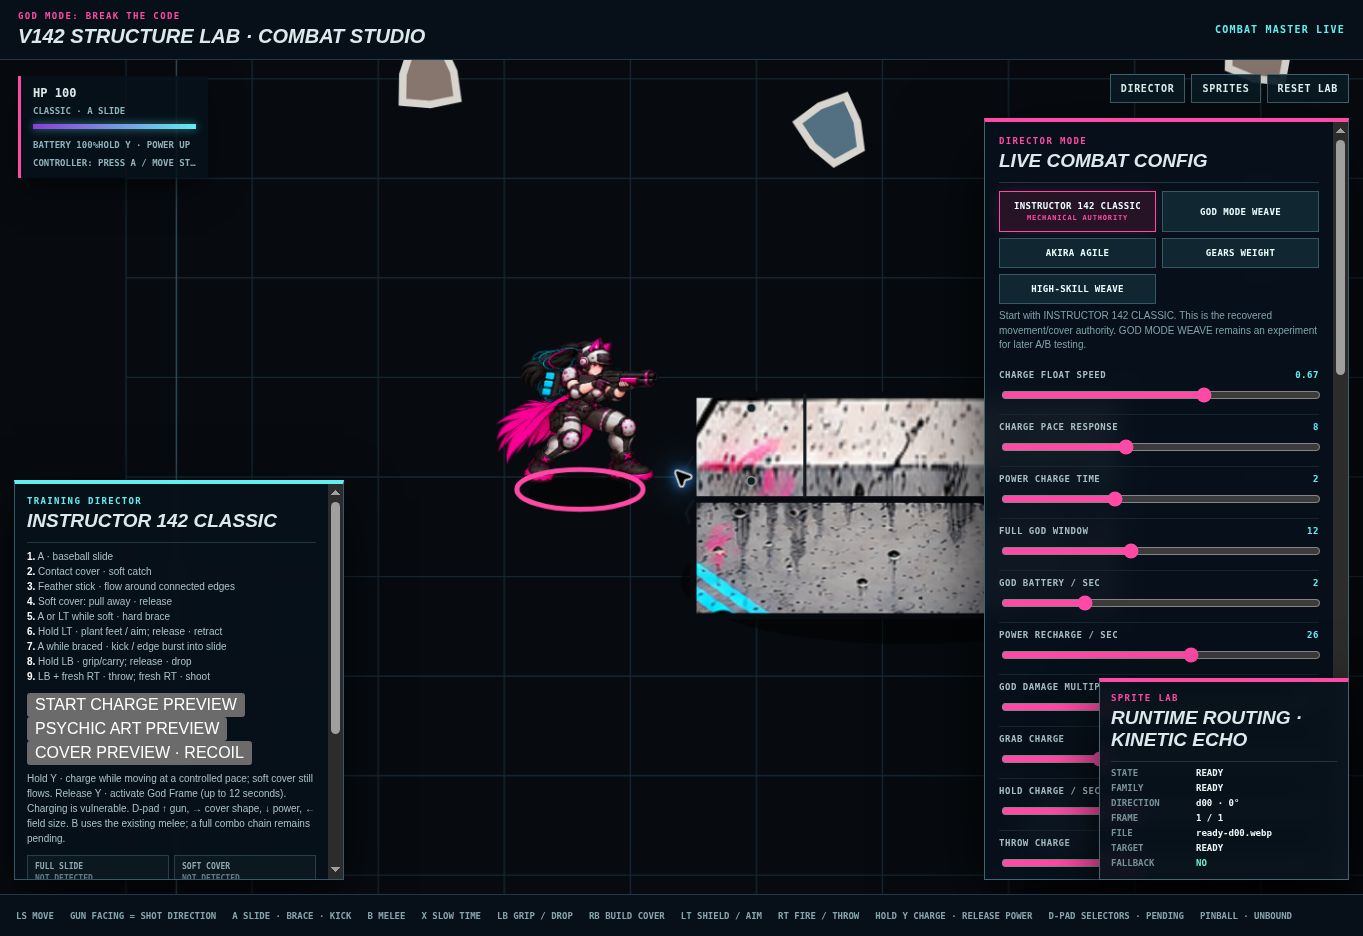 GOD MODE: BREAK THE CODE
V142 STRUCTURE LAB · COMBAT STUDIO
COMBAT MASTER LIVE
HP 100
CLASSIC · A SLIDE
BATTERY 100%HOLD Y · POWER UP
CONTROLLER: PRESS A / MOVE ST…
DIRECTOR
SPRITES
RESET LAB
DIRECTOR MODE
LIVE COMBAT CONFIG
INSTRUCTOR 142 CLASSIC
MECHANICAL AUTHORITY
GOD MODE WEAVE
AKIRA AGILE
GEARS WEIGHT
HIGH-SKILL WEAVE
Start with INSTRUCTOR 142 CLASSIC. This is the recovered
movement/cover authority. GOD MODE WEAVE remains an experiment
for later A/B testing.
CHARGE FLOAT SPEED 0.67
CHARGE PACE RESPONSE 8
POWER CHARGE TIME 2
FULL GOD WINDOW 12
GOD BATTERY / SEC 2
POWER RECHARGE / SEC 26
GOD DAMAGE MULTIP
GRAB CHARGE
HOLD CHARGE / SEC
THROW CHARGE
TRAINING DIRECTOR
INSTRUCTOR 142 CLASSIC
1. A · baseball slide
2. Contact cover · soft catch
3. Feather stick · flow around connected edges
4. Soft cover: pull away · release
5. A or LT while soft · hard brace
6. Hold LT · plant feet / aim; release · retract
7. A while braced · kick / edge burst into slide
8. Hold LB · grip/carry; release · drop
9. LB + fresh RT · throw; fresh RT · shoot
START CHARGE PREVIEW
PSYCHIC ART PREVIEW
COVER PREVIEW · RECOIL
Hold Y · charge while moving at a controlled pace; soft cover still
flows. Release Y · activate God Frame (up to 12 seconds).
Charging is vulnerable. D-pad ↑ gun, → cover shape, ↓ power, ←
field size. B uses the existing melee; a full combo chain remains
pending.
FULL SLIDE
NOT DETECTED
SOFT COVER
NOT DETECTED
SPRITE LAB
RUNTIME ROUTING ·
KINETIC ECHO
STATE READY
FAMILY READY
DIRECTION d00 · 0°
FRAME 1 / 1
FILE ready-d00.webp
TARGET READY
FALLBACK NO
LS MOVE GUN FACING = SHOT DIRECTION A SLIDE · BRACE · KICK B MELEE X SLOW TIME LB GRIP / DROP RB BUILD COVER LT SHIELD / AIM RT FIRE / THROW HOLD Y CHARGE · RELEASE POWER D-PAD SELECTORS · PENDING PINBALL · UNBOUND